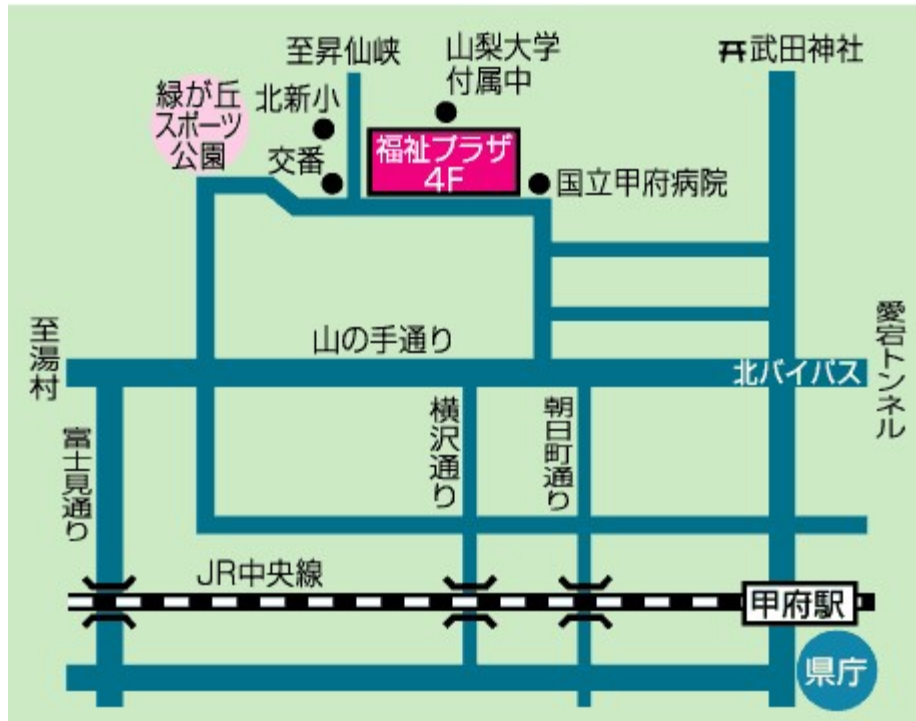 至昇仙峡
山梨大学
付属中
武田神社
緑が丘
スポーツ
公園
北新小
交番
福祉プラザ
4F
国立甲府病院
至湯村
山の手通り
北バイパス
愛宕トンネル
富士見通り
横沢通り
朝日町通り
JR中央線
甲府駅
県庁